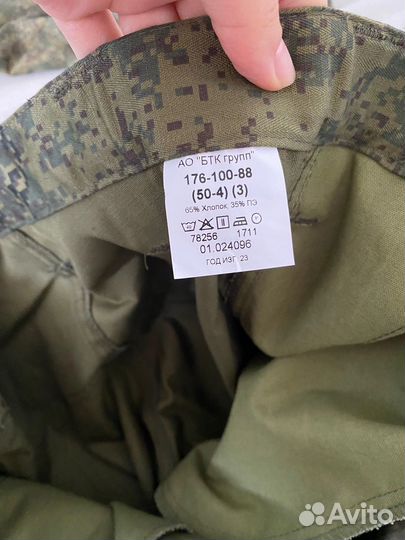 АО "БТК групп"
176-100-88
(50-4) (3)
65% Хлопок, 35% ПЭ
78256 1711
01.024096
ГОД ИЗГ. 23
Avito